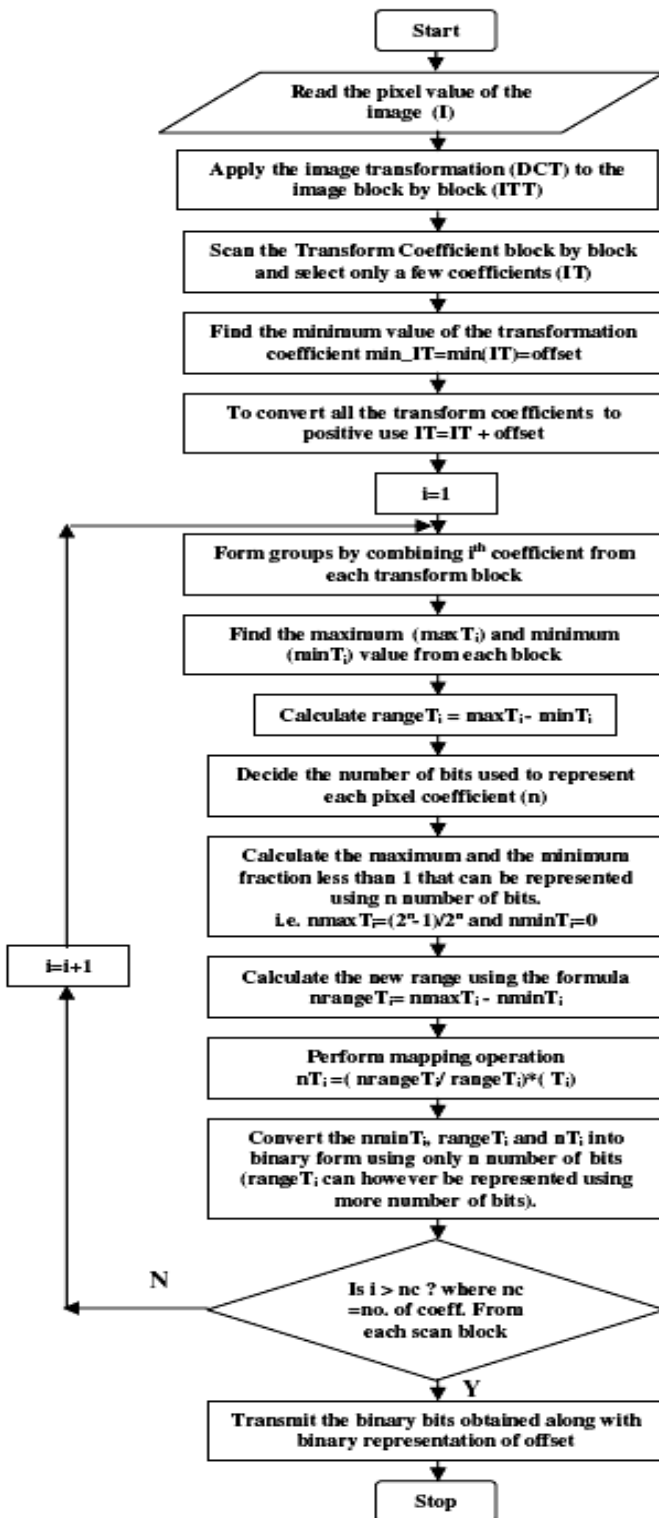 Start
Read the pixel value of the
image (I)
Apply the image transformation (DCT) to the
image block by block (ITT)
Scan the Transform Coefficient block by block
and select only a few coefficients (IT)
Find the minimum value of the transformation
coefficient min_IT=min(IT)=offset
To convert all the transform coefficients to
positive use IT=IT + offset
i=1
Form groups by combining iᵗʰ coefficient from
each transform block
Find the maximum (maxTᵢ) and minimum
(minTᵢ) value from each block
Calculate rangeTᵢ = maxTᵢ - minTᵢ
Decide the number of bits used to represent
each pixel coefficient (n)
Calculate the maximum and the minimum
fraction less than 1 that can be represented
using n number of bits.
i.e. nmaxTᵢ=(2ⁿ-1)/2ⁿ and nminTᵢ=0
i=i+1
Calculate the new range using the formula
nrangeTᵢ= nmaxTᵢ - nminTᵢ
Perform mapping operation
nTᵢ =( nrangeTᵢ/ rangeTᵢ)*( Tᵢ)
Convert the nminTᵢ, rangeTᵢ and nTᵢ into
binary form using only n number of bits
(rangeTᵢ can however be represented using
more number of bits).
N
Is i > nc ? where nc
=no. of coeff. From
each scan block
Y
Transmit the binary bits obtained along with
binary representation of offset
Stop